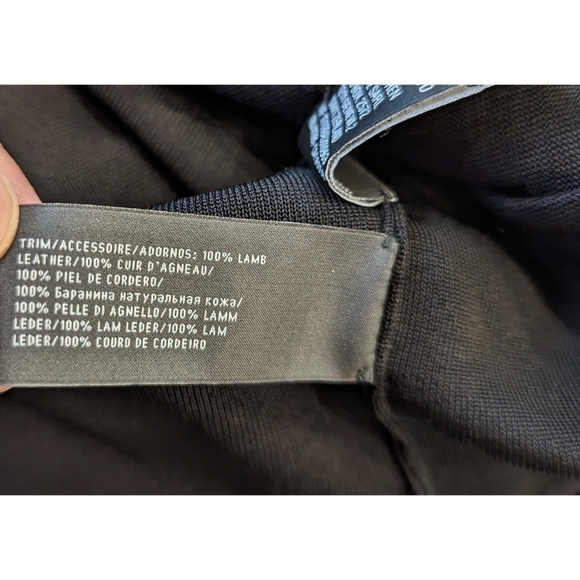 TRIM/ACCESSOIRE/ADORNOS: 100% LAMB
LEATHER/100% CUIR D'AGNEAU/
100% PIEL DE CORDERO/
100% Баранина натуральная кожа/
100% PELLE DI AGNELLO/100% LAMM
LEDER/100% LAM LEDER/100% LAM
LEDER/100% COURO DE CORDEIRO